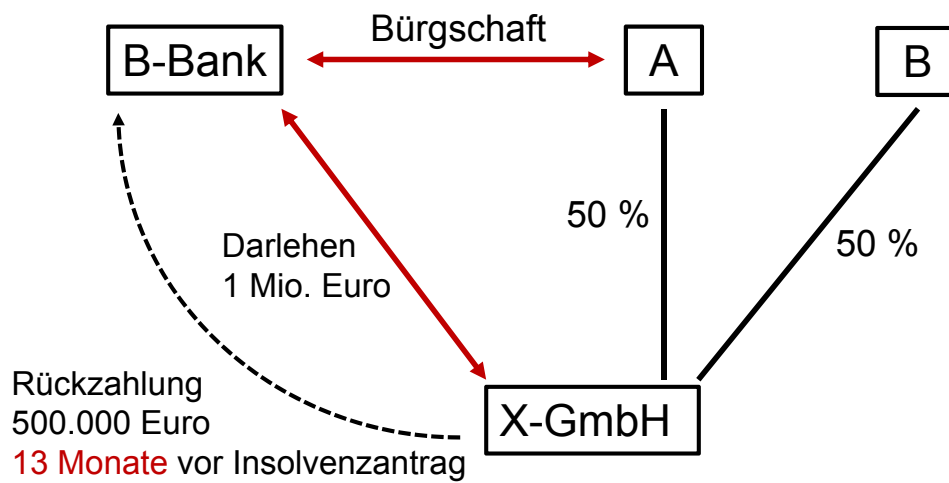 Bürgschaft
B-Bank
A
B
50 %
50 %
Darlehen
1 Mio. Euro
Rückzahlung
500.000 Euro
13 Monate vor Insolvenzantrag
X-GmbH